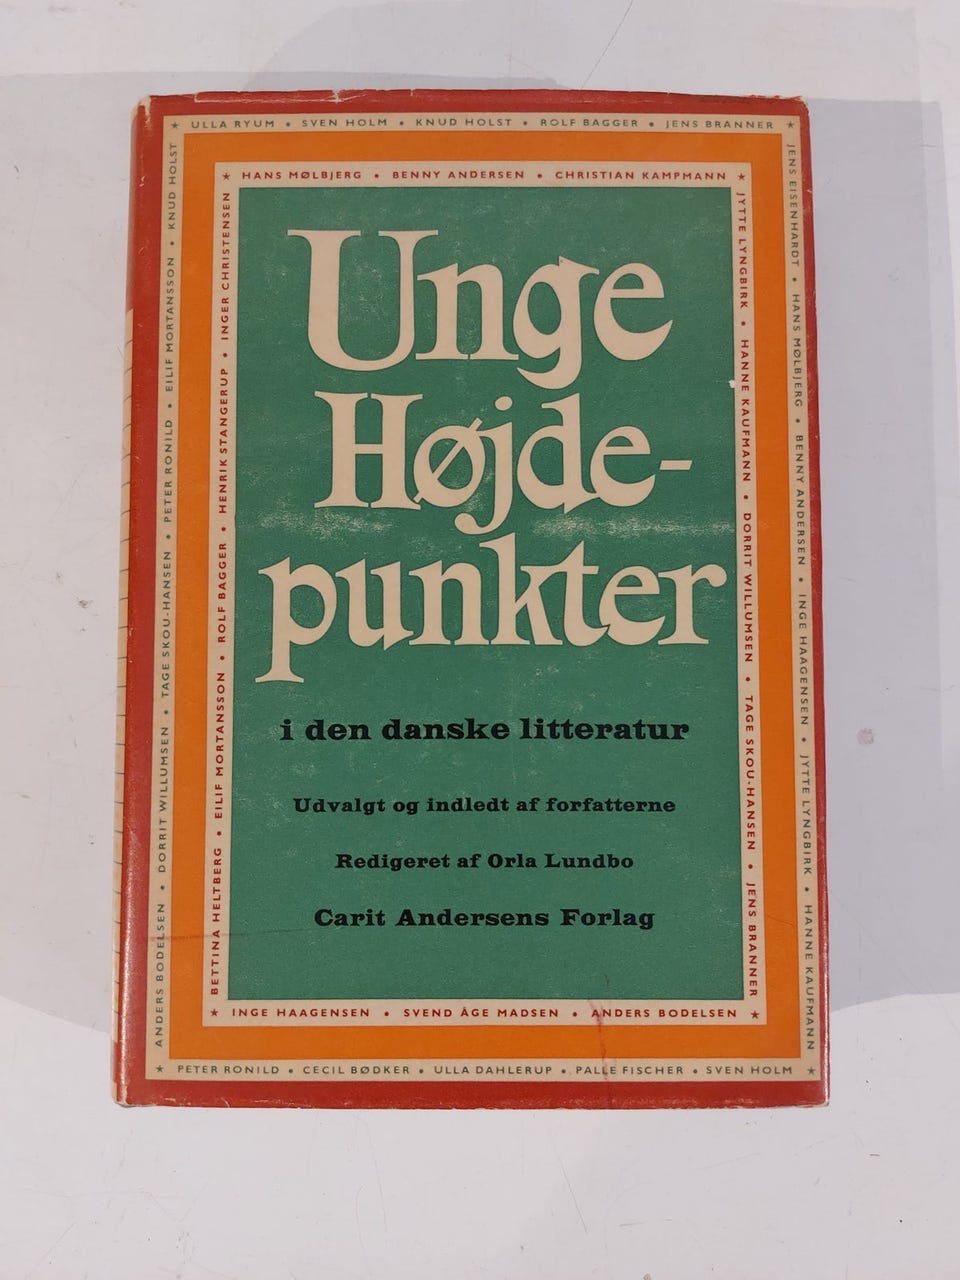 ★ ULLA RYUM • SVEN HOLM • KNUD HOLST • ROLF BAGGER • JENS BRANNER ★
JENS EISENHARDT • HANS MØLBJERG • BENNY ANDERSEN • INGE HAAGENSEN • JYTTE LYNGBIRK • HANNE KAUFMANN
★ PETER RONILD • CECIL BØDKER • ULLA DAHLERUP • PALLE FISCHER • SVEN HOLM ★
ANDERS BODELSEN • DORRIT WILLUMSEN • TAGE SKOU-HANSEN • PETER RONILD • EILIF MORTANSSON • KNUD HOLST
★ HANS MØLBJERG • BENNY ANDERSEN • CHRISTIAN KAMPMANN ★
JYTTE LYNGBIRK • HANNE KAUFMANN • DORRIT WILLUMSEN • TAGE SKOU-HANSEN • JENS BRANNER
★ INGE HAAGENSEN • SVEND ÅGE MADSEN • ANDERS BODELSEN ★
BETTINA HELTBERG • EILIF MORTANSSON • ROLF BAGGER • HENRIK STANGERUP • INGER CHRISTENSEN
Unge
Højde-
punkter
i den danske litteratur
Udvalgt og indledt af forfatterne
Redigeret af Orla Lundbo
Carit Andersens Forlag